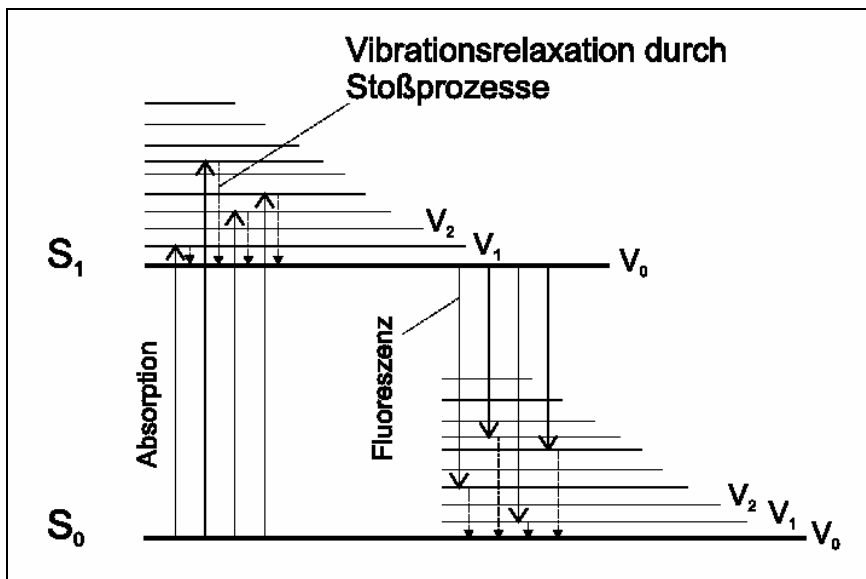 Vibrationsrelaxation durch
Stoßprozesse
V₂
V₁
S₁
V₀
Absorption
Fluoreszenz
V₂
V₁
S₀
V₀